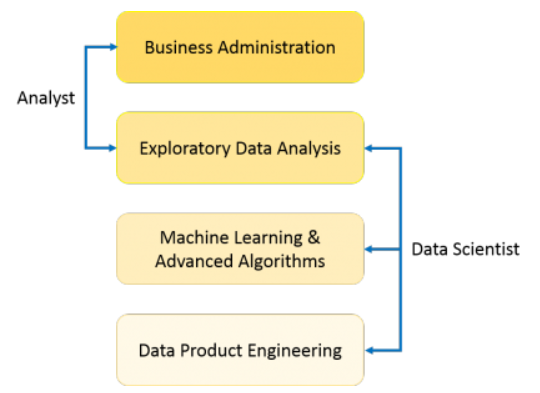 Business Administration
Analyst
Exploratory Data Analysis
Machine Learning &
Advanced Algorithms
Data Scientist
Data Product Engineering